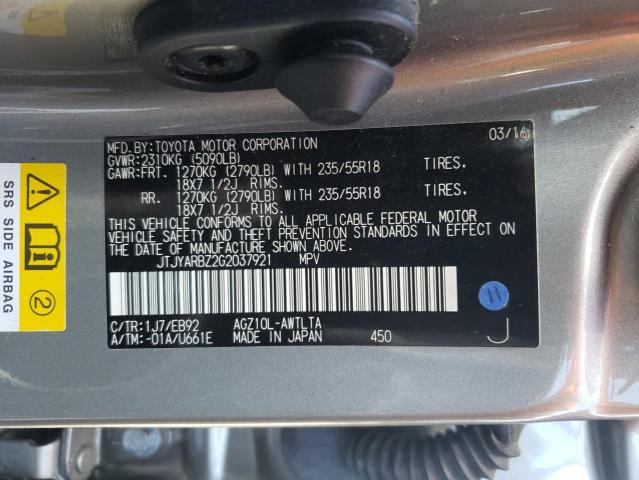 03/16
MFD.BY:TOYOTA MOTOR CORPORATION
GVWR:2310KG (5090LB)
GAWR:FRT. 1270KG (2790LB) WITH 235/55R18 TIRES.
18X7 1/2J RIMS.
RR. 1270KG (2790LB) WITH 235/55R18 TIRES.
18X7 1/2J RIMS.
THIS VEHICLE CONFORMS TO ALL APPLICABLE FEDERAL MOTOR
VEHICLE SAFETY AND THEFT PREVENTION STANDARDS IN EFFECT ON
THE DATE OF MANUFACTURE SHOWN ABOVE.
JTJYARBZ2G2037921 MPV
C/TR:1J7/EB92 AGZ10L-AWTLTA
A/TM:-01A/U661E MADE IN JAPAN 450 J
11
SRS SIDE AIRBAG
2